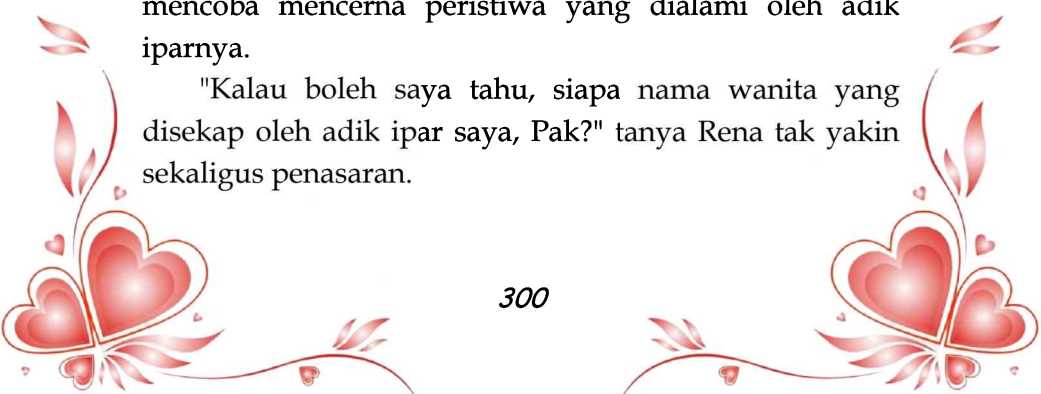 mencoba mencerna peristiwa yang dialami oleh adik
iparnya.
"Kalau boleh saya tahu, siapa nama wanita yang
disekap oleh adik ipar saya, Pak?" tanya Rena tak yakin
sekaligus penasaran.
300